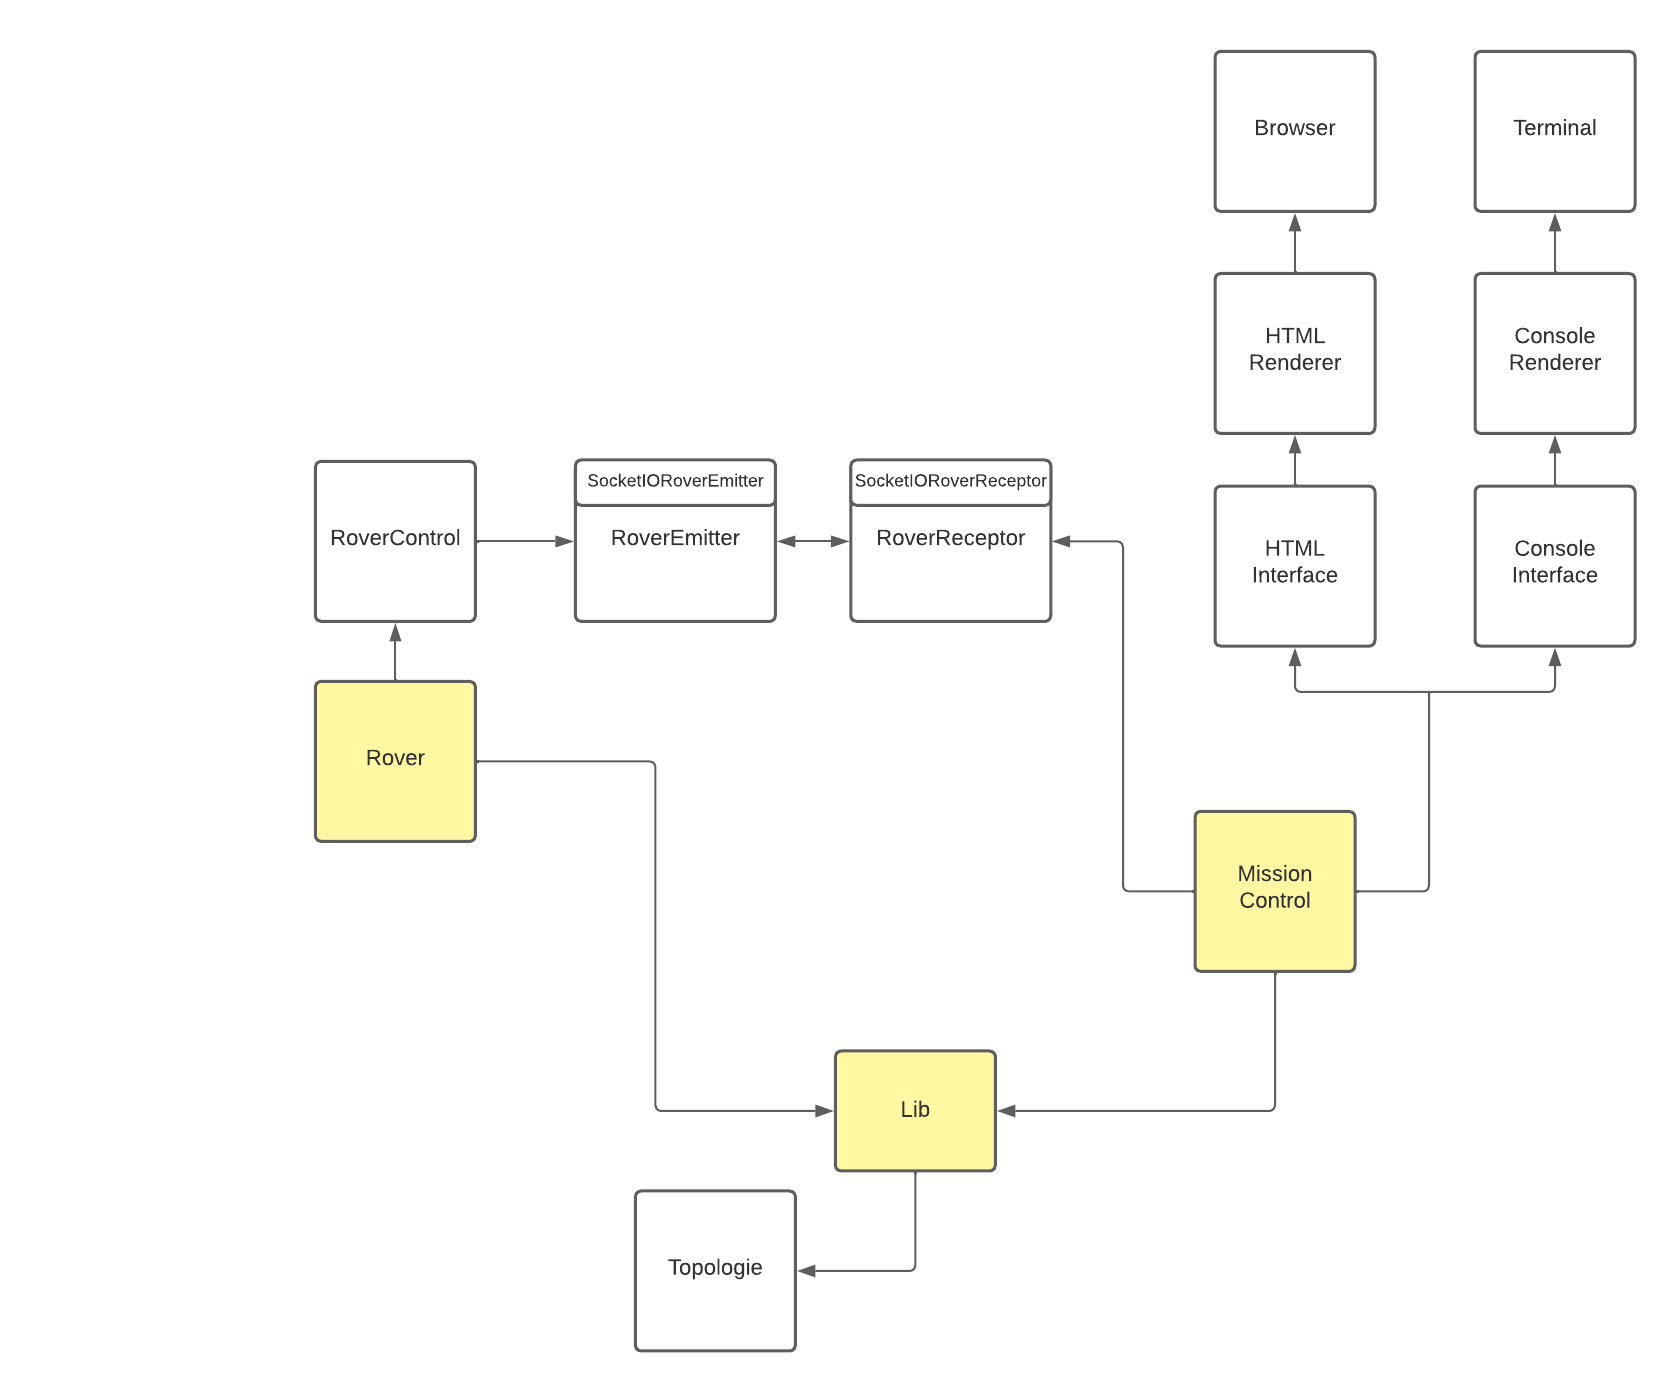 Browser
Terminal
HTML
Renderer
Console
Renderer
SocketIORoverEmitter
SocketIORoverReceptor
RoverControl
RoverEmitter
RoverReceptor
HTML
Interface
Console
Interface
Rover
Mission
Control
Lib
Topologie